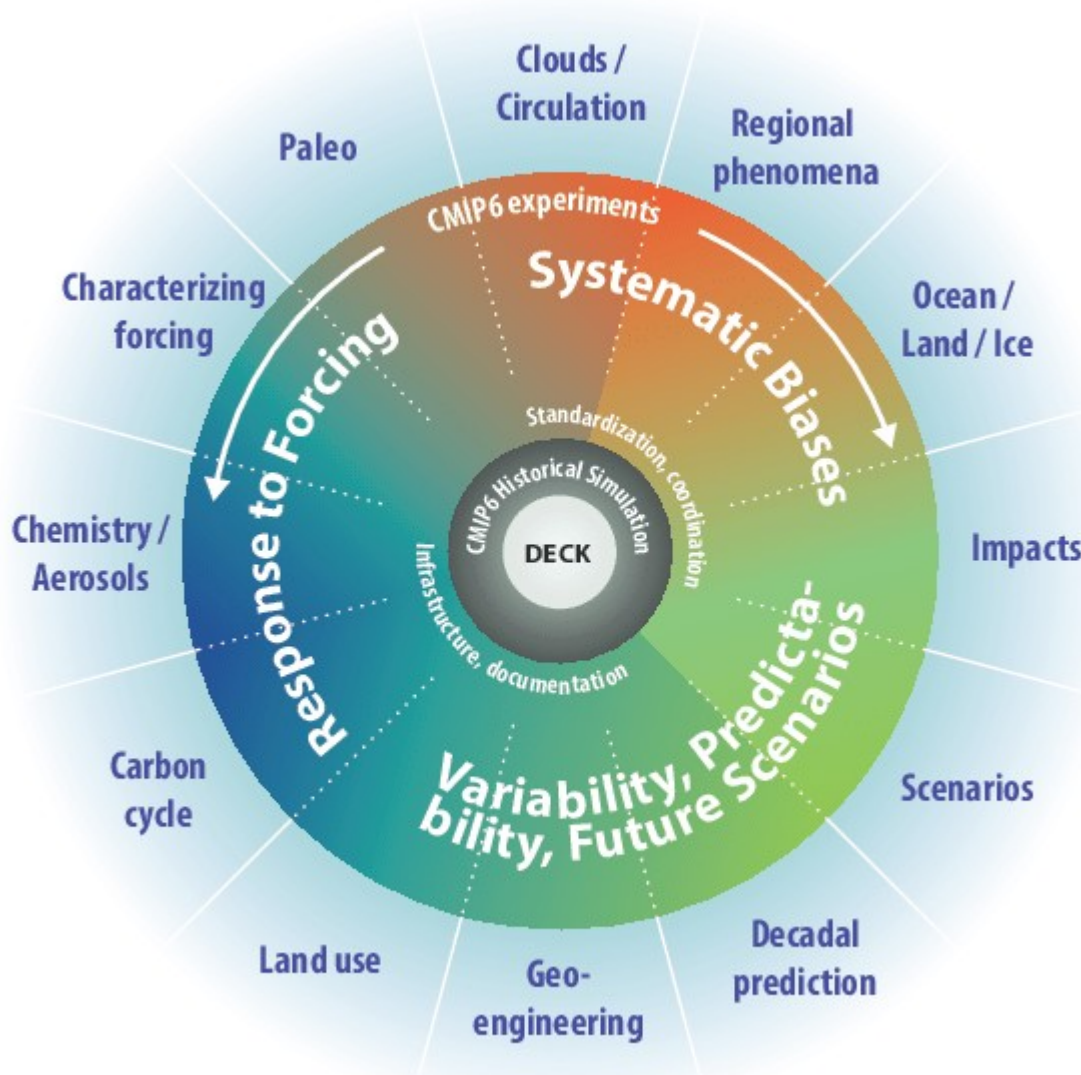 Clouds /
Circulation
Regional
phenomena
Ocean /
Land / Ice
Impacts
Scenarios
Decadal
prediction
Geo-
engineering
Land use
Carbon
cycle
Chemistry /
Aerosols
Characterizing
forcing
Paleo
CMIP6 experiments
Systematic Biases
Variability, Predicta-
bility, Future Scenarios
Response to Forcing
Standardization, coordination
Infrastructure, documentation
CMIP6 Historical Simulation
DECK